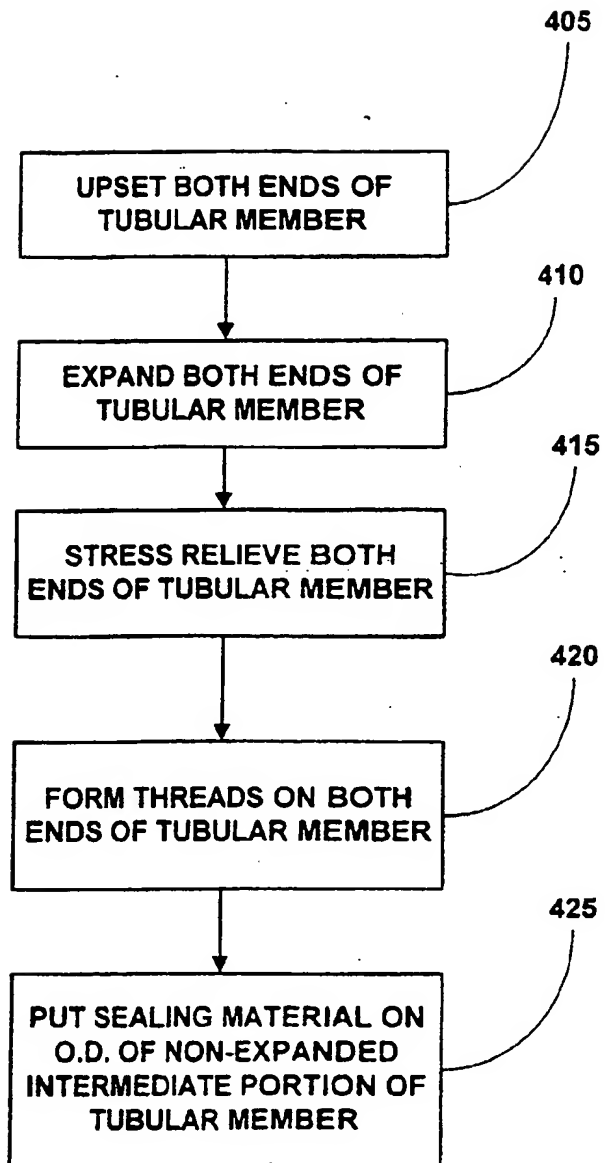 405
UPSET BOTH ENDS OF
TUBULAR MEMBER
410
EXPAND BOTH ENDS OF
TUBULAR MEMBER
415
STRESS RELIEVE BOTH
ENDS OF TUBULAR MEMBER
420
FORM THREADS ON BOTH
ENDS OF TUBULAR MEMBER
425
PUT SEALING MATERIAL ON
O.D. OF NON-EXPANDED
INTERMEDIATE PORTION OF
TUBULAR MEMBER